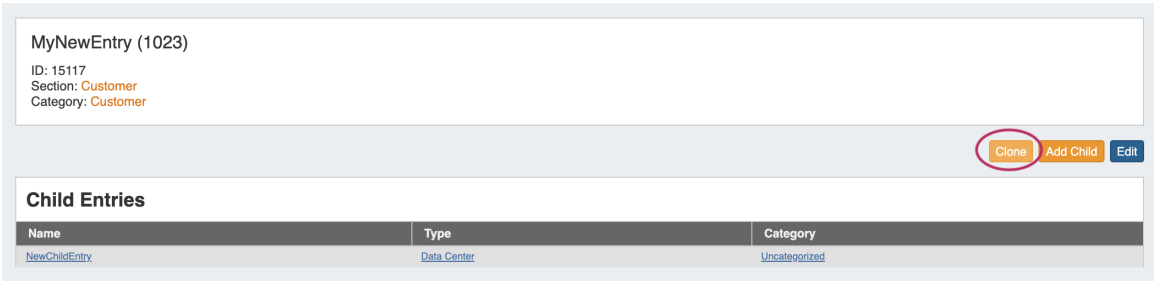 MyNewEntry (1023)
ID: 15117
Section: Customer
Category: Customer
Clone Add Child Edit
Child Entries
Name Type Category
NewChildEntry Data Center Uncategorized